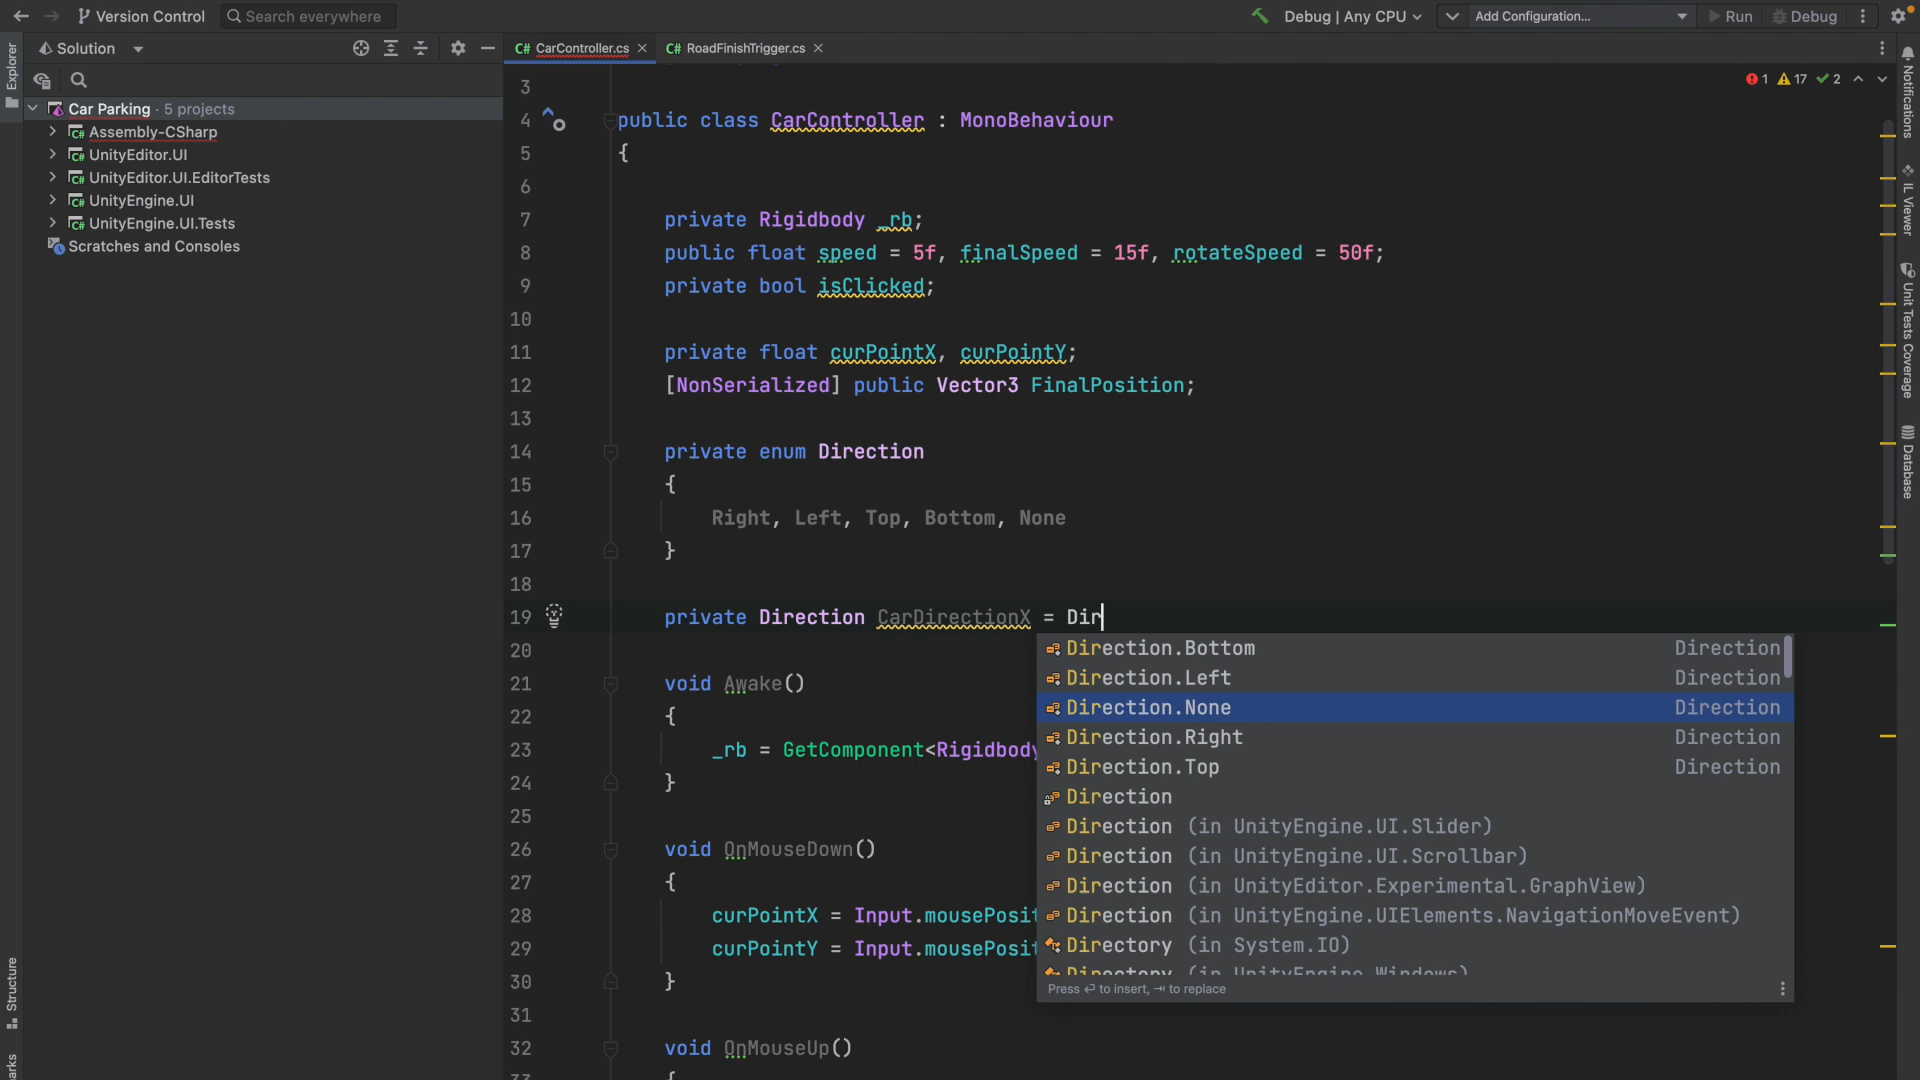 Version Control
Search everywhere
Debug | Any CPU
Add Configuration...
Run
Debug
Explorer
Solution
CarController.cs
RoadFinishTrigger.cs
1 17 2
Car Parking · 5 projects
Assembly-CSharp
UnityEditor.UI
UnityEditor.UI.EditorTests
UnityEngine.UI
UnityEngine.UI.Tests
Scratches and Consoles
3
4 public class CarController : MonoBehaviour
5 {
6
7 private Rigidbody _rb;
8 public float speed = 5f, finalSpeed = 15f, rotateSpeed = 50f;
9 private bool isClicked;
10
11 private float curPointX, curPointY;
12 [NonSerialized] public Vector3 FinalPosition;
13
14 private enum Direction
15 {
16 Right, Left, Top, Bottom, None
17 }
18
19 private Direction CarDirectionX = Dir
20
21 void Awake()
22 {
23 _rb = GetComponent<Rigidbody
24 }
25
26 void OnMouseDown()
27 {
28 curPointX = Input.mousePosit
29 curPointY = Input.mousePosit
30 }
31
32 void OnMouseUp()
33 {
Direction.Bottom Direction
Direction.Left Direction
Direction.None Direction
Direction.Right Direction
Direction.Top Direction
Direction
Direction (in UnityEngine.UI.Slider)
Direction (in UnityEngine.UI.Scrollbar)
Direction (in UnityEditor.Experimental.GraphView)
Direction (in UnityEngine.UIElements.NavigationMoveEvent)
Directory (in System.IO)
Directory (in UnityEngine.Windows)
Press ↵ to insert, ⇥ to replace
Notifications
IL Viewer
Unit Tests Coverage
Database
Structure